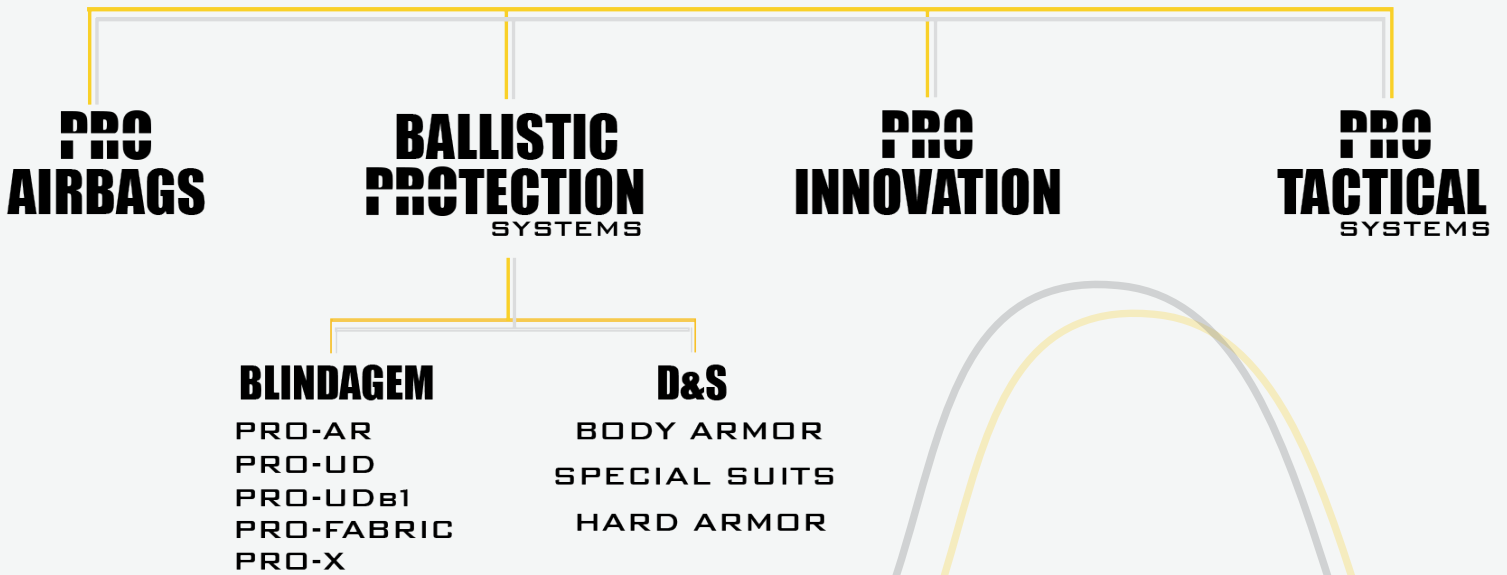 PRO
AIRBAGS
BALLISTIC
PROTECTION
SYSTEMS
PRO
INNOVATION
PRO
TACTICAL
SYSTEMS
BLINDAGEM
PRO-AR
PRO-UD
PRO-UDB1
PRO-FABRIC
PRO-X
D&S
BODY ARMOR
SPECIAL SUITS
HARD ARMOR